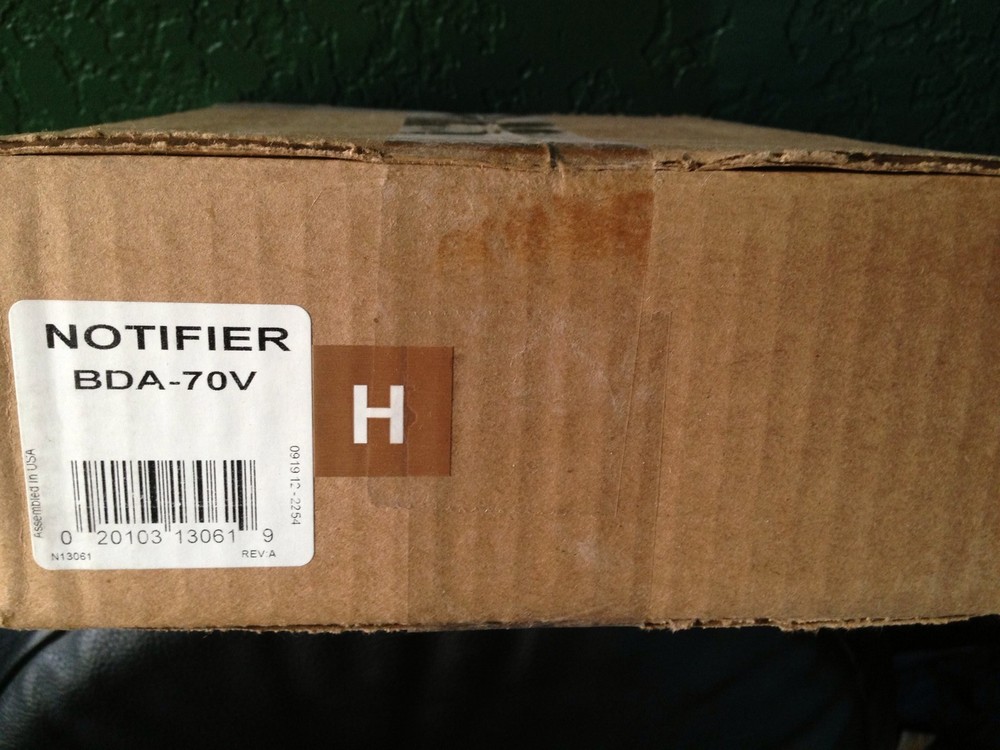 NOTIFIER
BDA-70V
H
Assembled in USA
091912-2254
0 20103 13061 9
N13061
REV:A